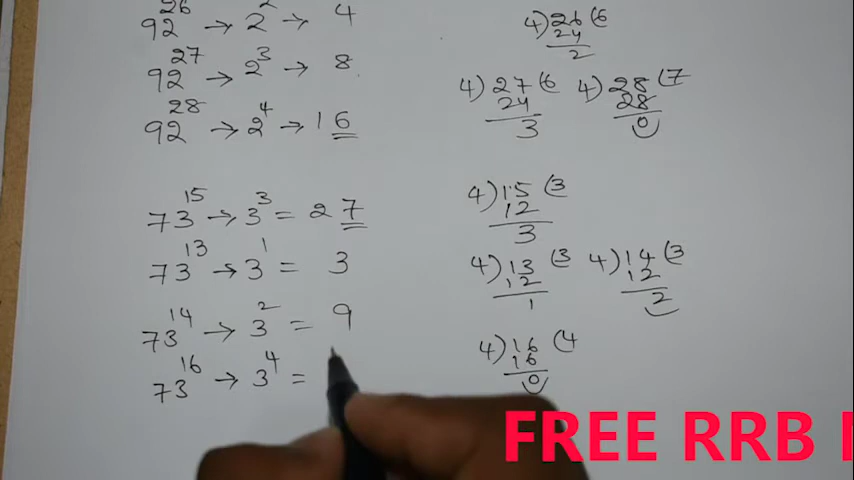 92^26 → 2^2 → 4
4)26(6
24
2
92^27 → 2^3 → 8
4)27(6
24
3
4)28(7
28
0
92^28 → 2^4 → 16
73^15 → 3^3 = 27
4)15(3
12
3
73^13 → 3^1 = 3
4)13(3
12
1
4)14(3
12
2
73^14 → 3^2 = 9
4)16(4
16
0
73^16 → 3^4 =
FREE RRB